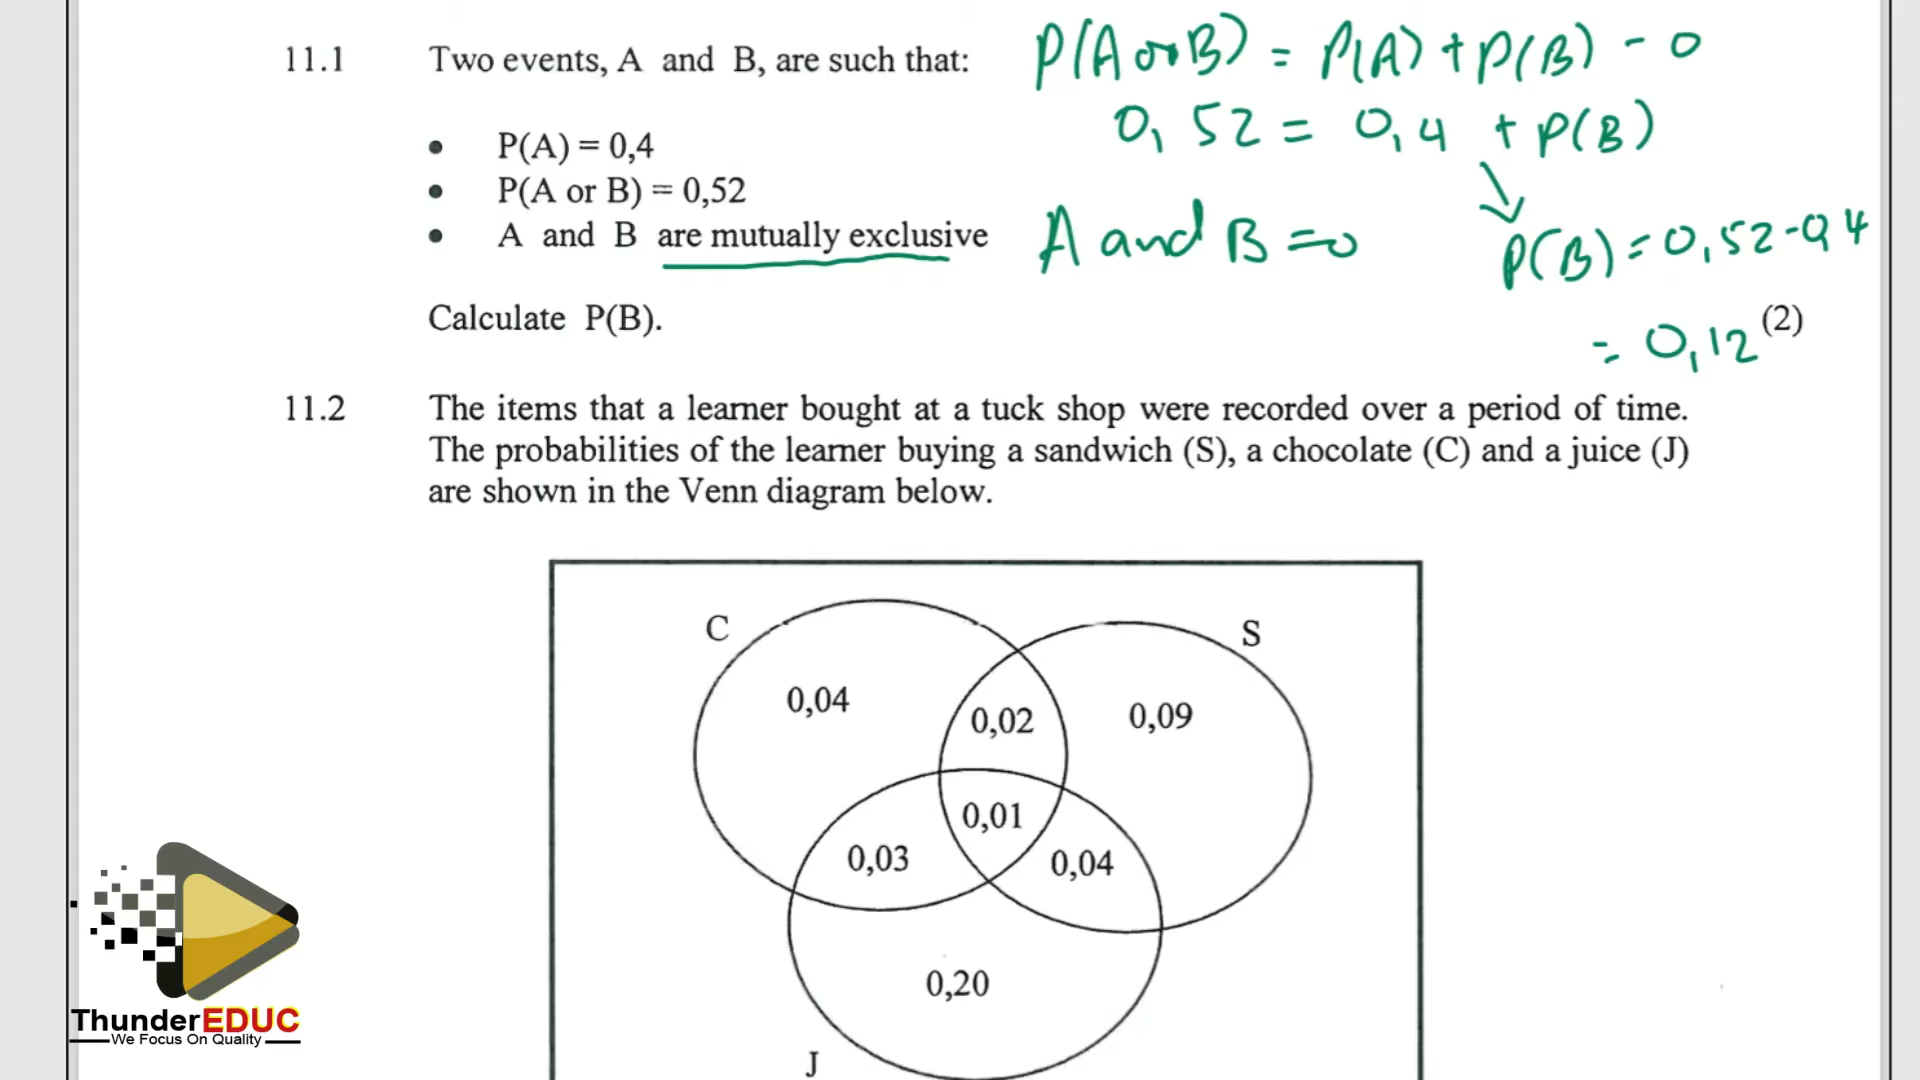 11.1 Two events, A and B, are such that:
P(A or B) = P(A) + P(B) - 0
0,52 = 0,4 + P(B)
• P(A) = 0,4
• P(A or B) = 0,52
• A and B are mutually exclusive
A and B = 0
P(B) = 0,52-0,4
= 0,12
Calculate P(B).
(2)
11.2 The items that a learner bought at a tuck shop were recorded over a period of time.
The probabilities of the learner buying a sandwich (S), a chocolate (C) and a juice (J)
are shown in the Venn diagram below.
C
S
0,04
0,02
0,09
0,01
0,03
0,04
0,20
J
ThunderEDUC
We Focus On Quality